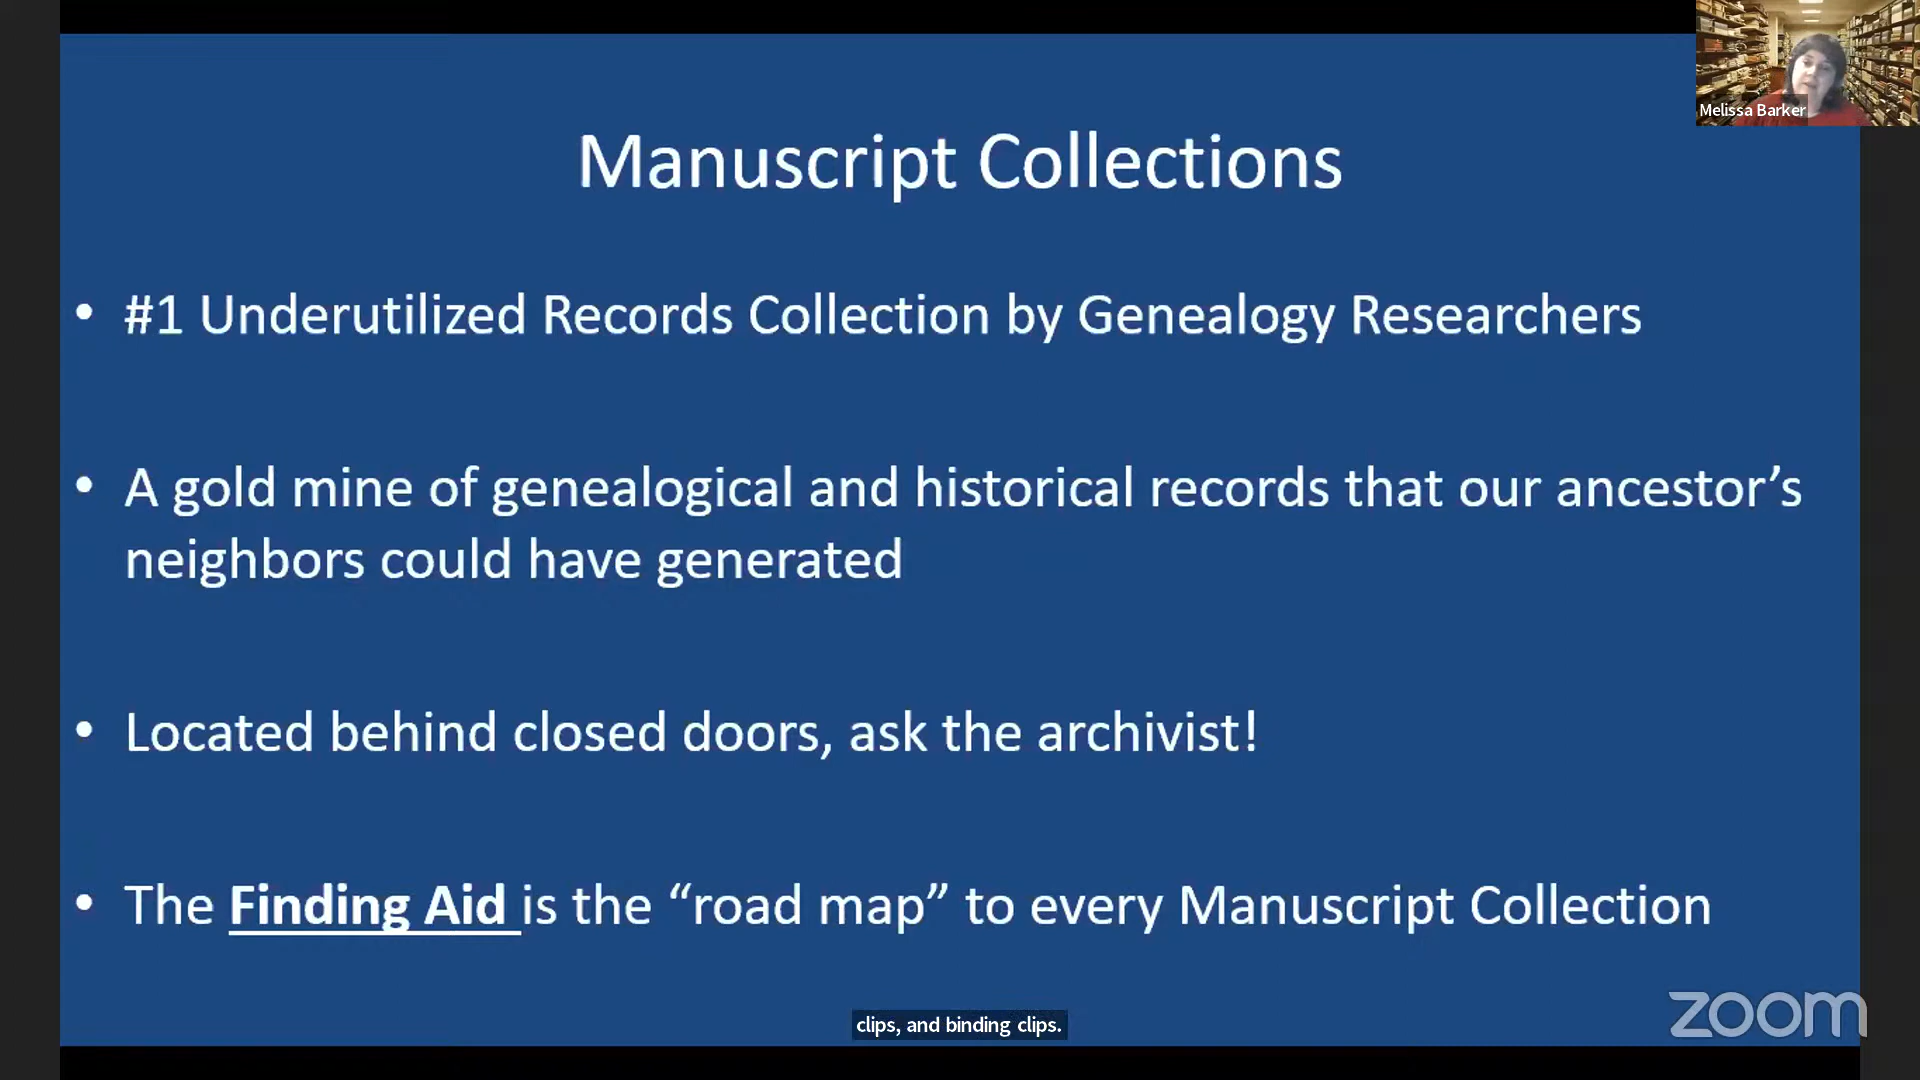 Melissa Barker
Manuscript Collections
• #1 Underutilized Records Collection by Genealogy Researchers
• A gold mine of genealogical and historical records that our ancestor’s
neighbors could have generated
• Located behind closed doors, ask the archivist!
• The Finding Aid is the “road map” to every Manuscript Collection
clips, and binding clips.
zoom